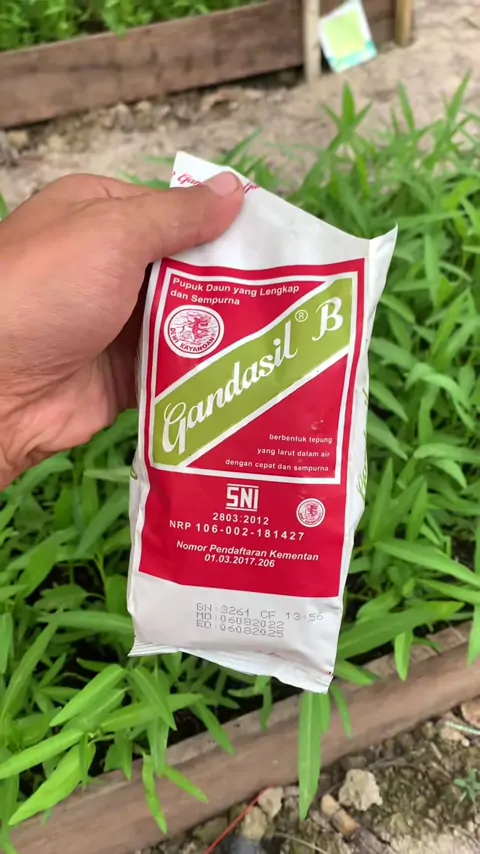 Pupuk Daun yang Lengkap
dan Sempurna
DEWI KAYANGAN
Gandasil® B
berbentuk tepung
yang larut dalam air
dengan cepat dan sempurna
SNI
2803:2012
NRP 106-002-181427
Nomor Pendaftaran Kementan
01.03.2017.206
BN:3261 CF 13:56
MD:06082022
ED:06082025